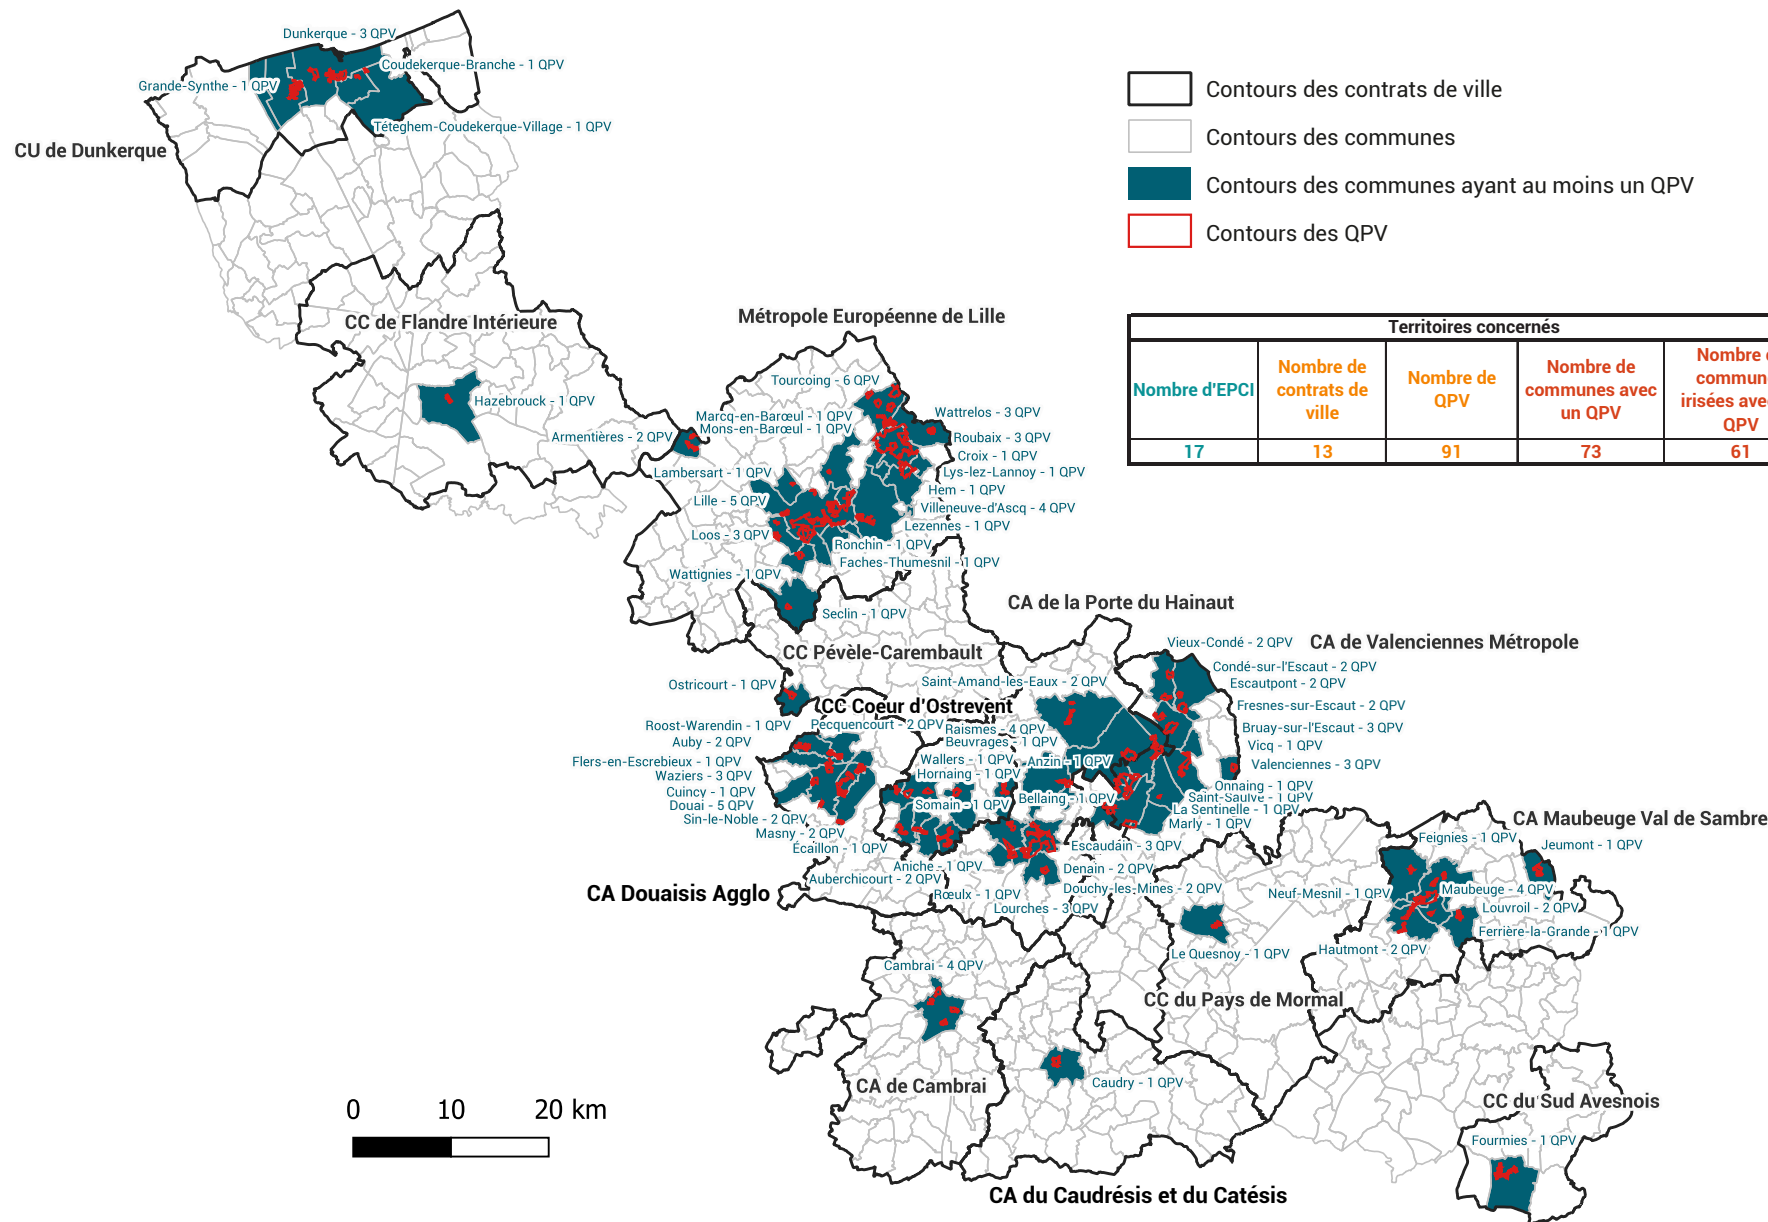 Dunkerque - 3 QPV
Coudekerque-Branche - 1 QPV
Grande-Synthe - 1 QPV
Téteghem-Coudekerque-Village - 1 QPV
CU de Dunkerque
Contours des contrats de ville
Contours des communes
Contours des communes ayant au moins un QPV
Contours des QPV
Territoires concernés
Nombre d'EPCI
Nombre de
contrats de
ville
Nombre de
QPV
Nombre de
communes avec
un QPV
Nombre
commun
irisées ave
QPV
17
13
91
73
61
CC de Flandre Intérieure
Hazebrouck - 1 QPV
Métropole Européenne de Lille
Tourcoing - 6 QPV
Marcq-en-Barœul - 1 QPV
Mons-en-Barœul - 1 QPV
Wattrelos - 3 QPV
Armentières - 2 QPV
Roubaix - 3 QPV
Croix - 1 QPV
Lambersart - 1 QPV
Lys-lez-Lannoy - 1 QPV
Hem - 1 QPV
Lille - 5 QPV
Villeneuve-d'Ascq - 4 QPV
Lezennes - 1 QPV
Loos - 3 QPV
Ronchin - 1 QPV
Faches-Thumesnil - 1 QPV
Wattignies - 1 QPV
Seclin - 1 QPV
CC Pévèle-Carembault
Ostricourt - 1 QPV
CA de la Porte du Hainaut
CA de Valenciennes Métropole
Vieux-Condé - 2 QPV
Condé-sur-l'Escaut - 2 QPV
Saint-Amand-les-Eaux - 2 QPV
Escautpont - 2 QPV
Fresnes-sur-Escaut - 2 QPV
CC Coeur d'Ostrevent
Roost-Warendin - 1 QPV
Pecquencourt - 2 QPV
Raismes - 4 QPV
Bruay-sur-l'Escaut - 3 QPV
Auby - 2 QPV
Beuvrages - 1 QPV
Vicq - 1 QPV
Flers-en-Escrebieux - 1 QPV
Wallers - 1 QPV
Anzin - 1 QPV
Valenciennes - 3 QPV
Waziers - 3 QPV
Hornaing - 1 QPV
Onnaing - 1 QPV
Cuincy - 1 QPV
Bellaing - 1 QPV
Saint-Saulve - 1 QPV
Douai - 5 QPV
Somain - 1 QPV
La Sentinelle - 1 QPV
Sin-le-Noble - 2 QPV
Marly - 1 QPV
Masny - 2 QPV
Écaillon - 1 QPV
Escaudain - 3 QPV
Aniche - 1 QPV
Denain - 2 QPV
Auberchicourt - 2 QPV
Douchy-les-Mines - 2 QPV
Rœulx - 1 QPV
Lourches - 3 QPV
CA Douaisis Agglo
CA Maubeuge Val de Sambre
Feignies - 1 QPV
Jeumont - 1 QPV
Neuf-Mesnil - 1 QPV
Maubeuge - 4 QPV
Louvroil - 2 QPV
Ferrière-la-Grande - 1 QPV
Hautmont - 2 QPV
Le Quesnoy - 1 QPV
CC du Pays de Mormal
Cambrai - 4 QPV
CA de Cambrai
Caudry - 1 QPV
CC du Sud Avesnois
Fourmies - 1 QPV
CA du Caudrésis et du Catésis
0 10 20 km